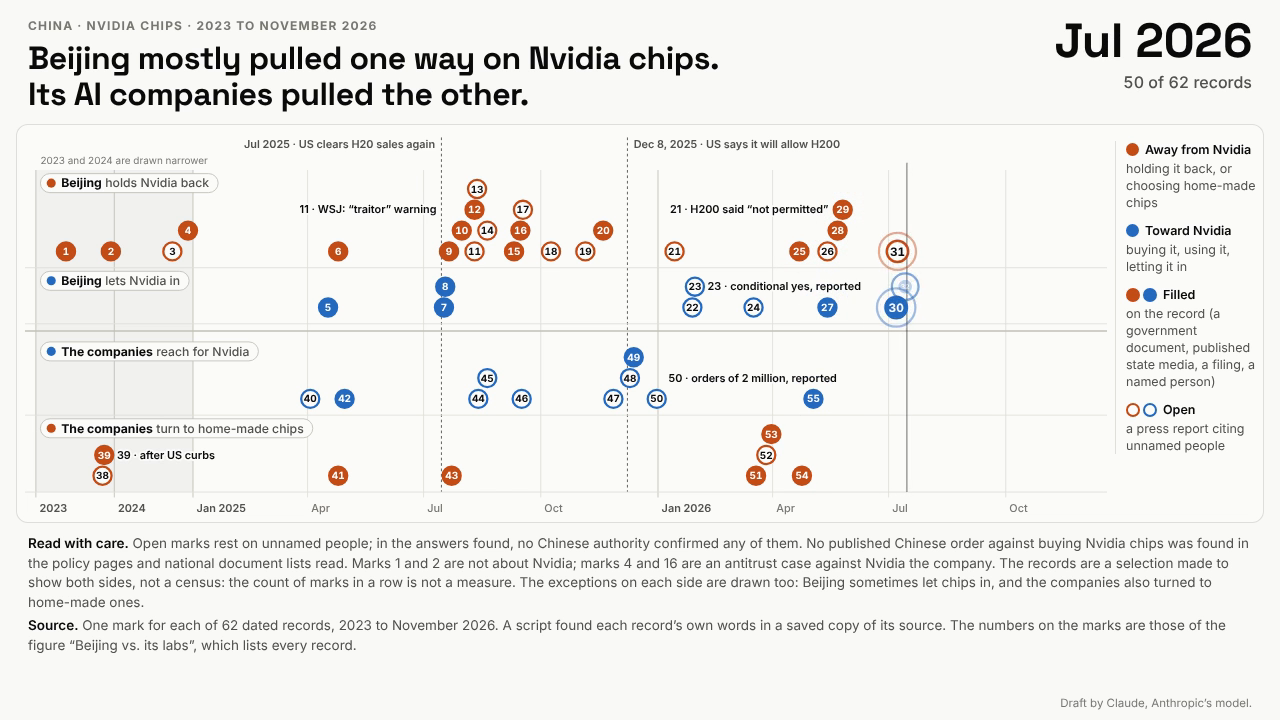 CHINA · NVIDIA CHIPS · 2023 TO NOVEMBER 2026
Beijing mostly pulled one way on Nvidia chips.
Its AI companies pulled the other.
Jul 2026
50 of 62 records
Jul 2025 · US clears H20 sales again
Dec 8, 2025 · US says it will allow H200
2023 and 2024 are drawn narrower
Beijing holds Nvidia back
13
11 · WSJ: “traitor” warning
12
17
21 · H200 said “not permitted”
29
4
10
14
16
20
28
1
2
3
6
9
11
15
18
19
21
25
26
31
Beijing lets Nvidia in
8
23
23 · conditional yes, reported
5
7
22
24
27
30
The companies reach for Nvidia
49
45
48
50 · orders of 2 million, reported
40
42
44
46
47
50
55
The companies turn to home-made chips
53
39
39 · after US curbs
52
38
41
43
51
54
2023
2024
Jan 2025
Apr
Jul
Oct
Jan 2026
Apr
Jul
Oct
Away from Nvidia
holding it back, or
choosing home-made
chips
Toward Nvidia
buying it, using it,
letting it in
Filled
on the record (a
government
document, published
state media, a filing, a
named person)
Open
a press report citing
unnamed people
Read with care. Open marks rest on unnamed people; in the answers found, no Chinese authority confirmed any of them. No published Chinese order against buying Nvidia chips was found in
the policy pages and national document lists read. Marks 1 and 2 are not about Nvidia; marks 4 and 16 are an antitrust case against Nvidia the company. The records are a selection made to
show both sides, not a census: the count of marks in a row is not a measure. The exceptions on each side are drawn too: Beijing sometimes let chips in, and the companies also turned to
home-made ones.
Source. One mark for each of 62 dated records, 2023 to November 2026. A script found each record’s own words in a saved copy of its source. The numbers on the marks are those of the
figure “Beijing vs. its labs”, which lists every record.
Draft by Claude, Anthropic’s model.